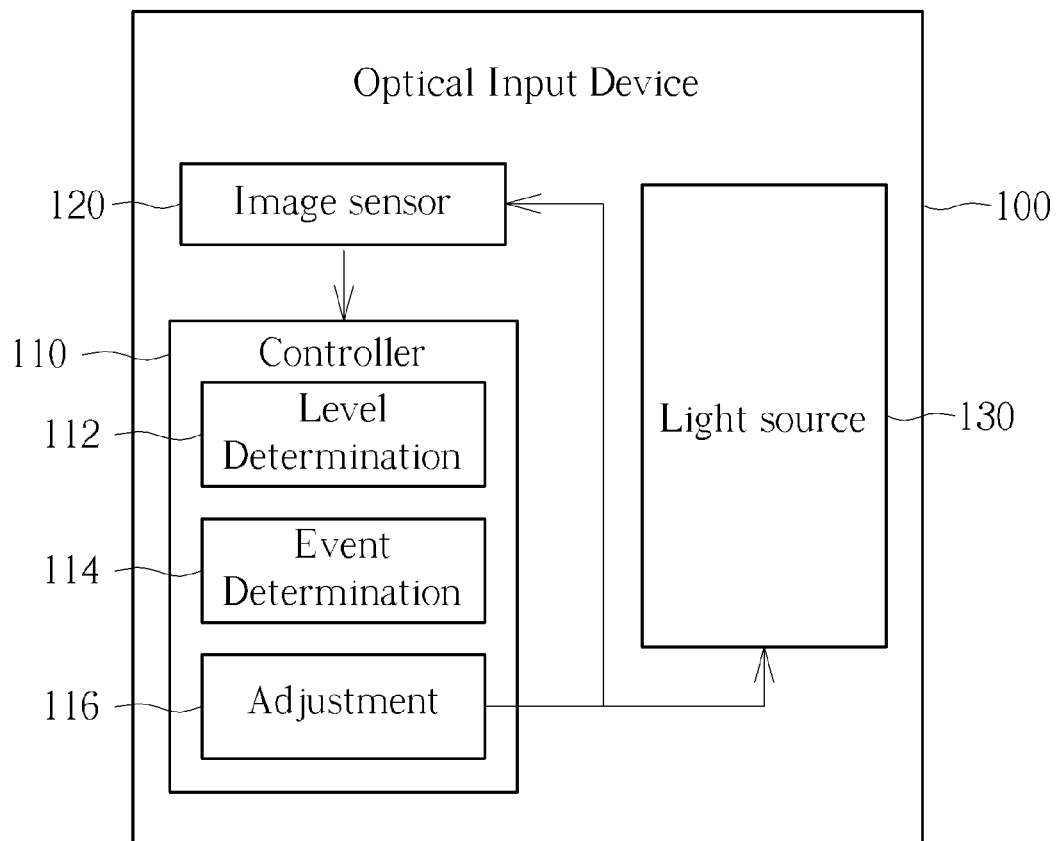 Optical Input Device
120
Image sensor
100
110
Controller
112
Level
Determination
Light source
130
114
Event
Determination
116
Adjustment